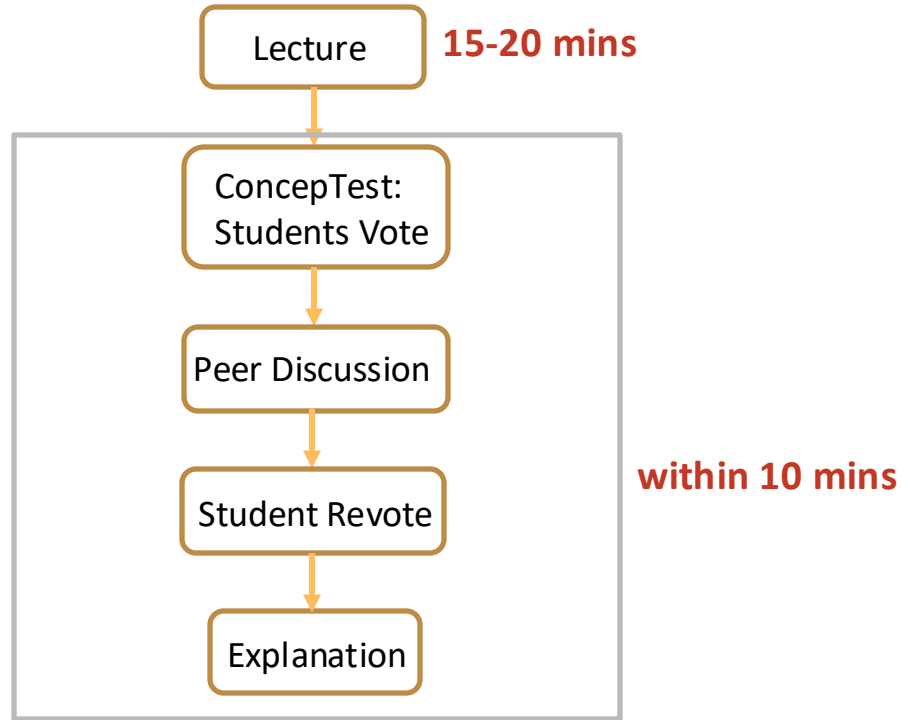 Lecture
15-20 mins
ConcepTest:
Students Vote
Peer Discussion
within 10 mins
Student Revote
Explanation